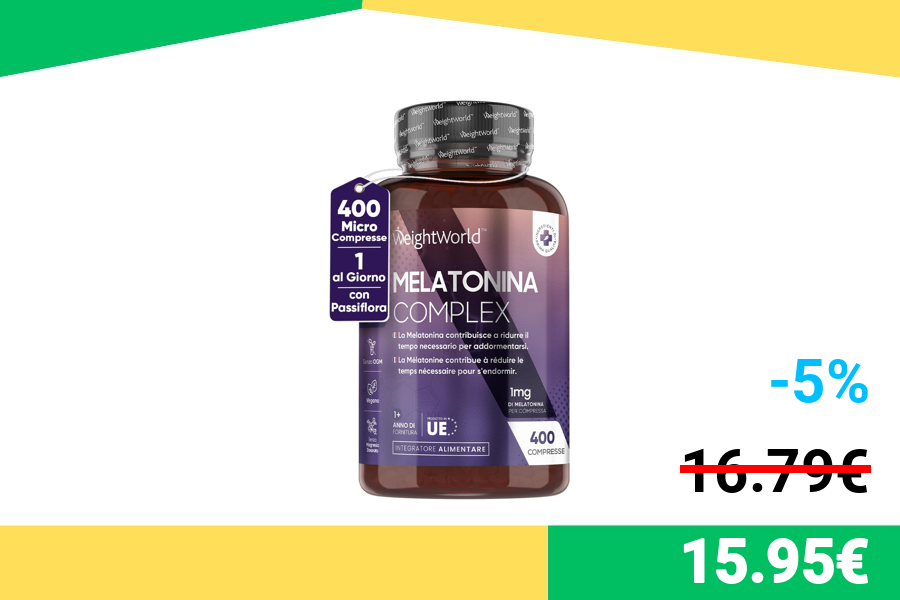 WeightWorld
400
Micro
Compresse
1
al Giorno
con
Passiflora
WeightWorld™
MELATONINA
COMPLEX
La Melatonina contribuisce a ridurre il
tempo necessario per addormentarsi.
La Mélatonine contribue à réduire le
temps nécessaire pour s'endormir.
OGM
Vegano
1mg
DI MELATONINA
PER COMPRESSA
1+
ANNO DI
FORNITURA
UE
INTEGRATORE ALIMENTARE
400
COMPRESSE
-5%
16.79€
15.95€